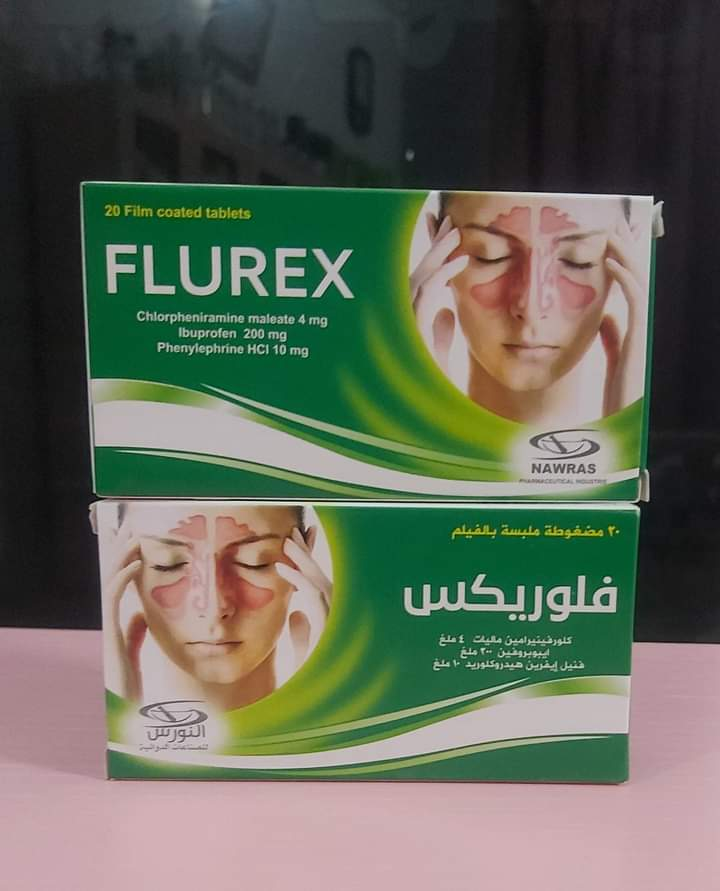 20 Film coated tablets
FLUREX
Chlorpheniramine maleate 4 mg
Ibuprofen 200 mg
Phenylephrine HCl 10 mg
NAWRAS
PHARMACEUTICAL INDUSTRIE
٢٠ مضغوطة ملبسة بالفيلم
فلوريكس
كلورفينيرامين ماليات ٤ ملغ
ايبوبروفين ٢٠٠ ملغ
فنيل إيفرين هيدروكلوريد ١٠ ملغ
النورس
للصناعات الدوائية